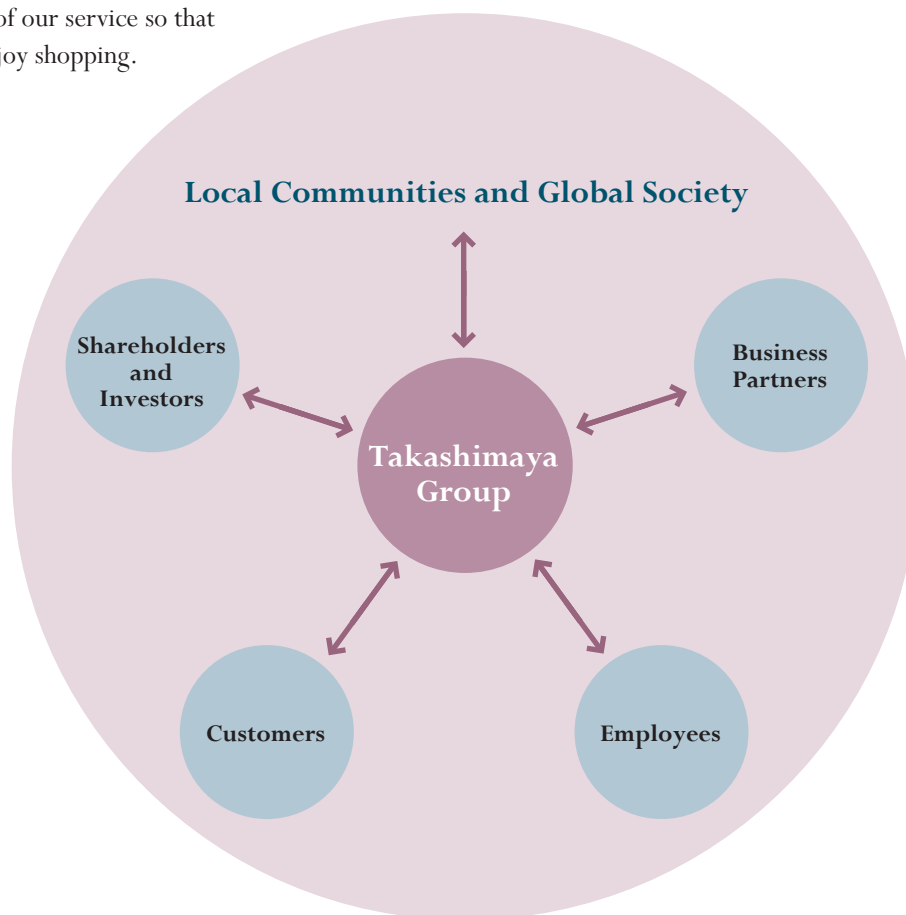 of our service so that
joy shopping.
Local Communities and Global Society
Shareholders
and
Investors
Business
Partners
Takashimaya
Group
Customers
Employees